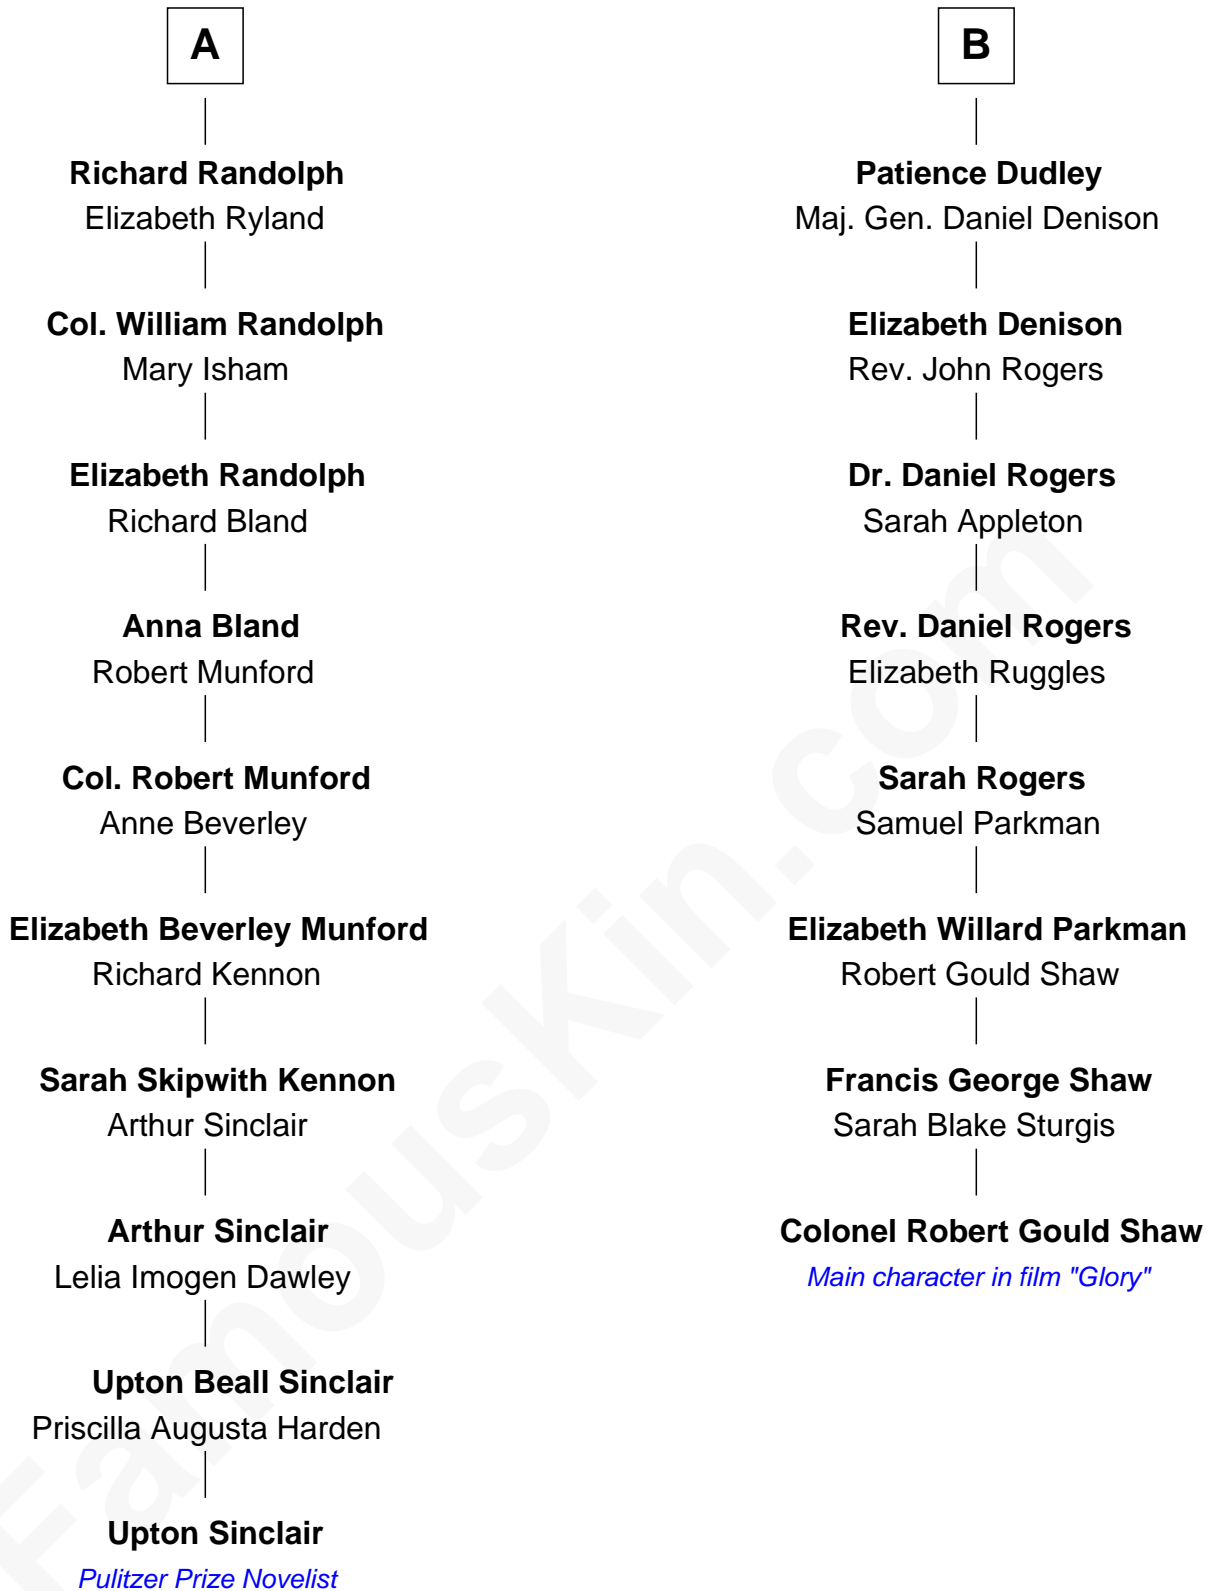 A
Richard Randolph
Elizabeth Ryland
Col. William Randolph
Mary Isham
Elizabeth Randolph
Richard Bland
Anna Bland
Robert Munford
Col. Robert Munford
Anne Beverley
Elizabeth Beverley Munford
Richard Kennon
Sarah Skipwith Kennon
Arthur Sinclair
Arthur Sinclair
Lelia Imogen Dawley
Upton Beall Sinclair
Priscilla Augusta Harden
Upton Sinclair
Pulitzer Prize Novelist
B
Patience Dudley
Maj. Gen. Daniel Denison
Elizabeth Denison
Rev. John Rogers
Dr. Daniel Rogers
Sarah Appleton
Rev. Daniel Rogers
Elizabeth Ruggles
Sarah Rogers
Samuel Parkman
Elizabeth Willard Parkman
Robert Gould Shaw
Francis George Shaw
Sarah Blake Sturgis
Colonel Robert Gould Shaw
Main character in film "Glory"
FamousKin.com